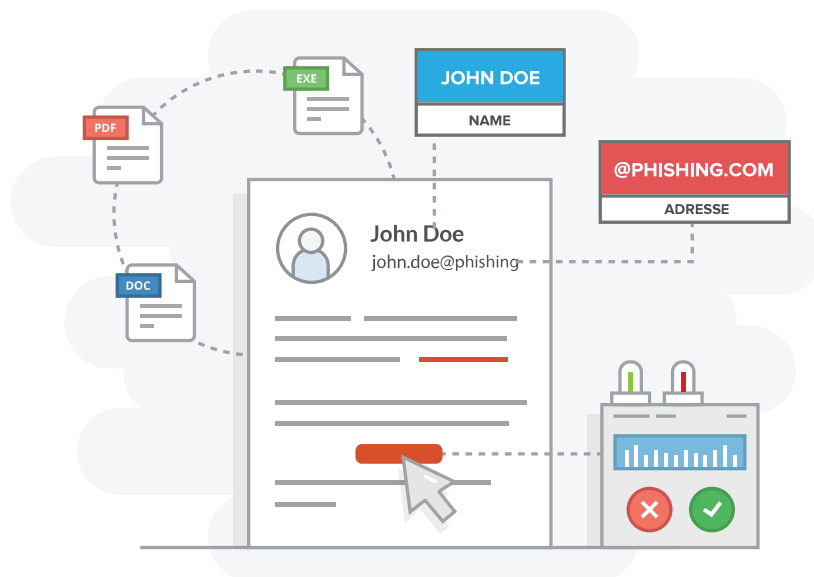 EXE
PDF
DOC
JOHN DOE
NAME
@PHISHING.COM
ADRESSE
John Doe
john.doe@phishing